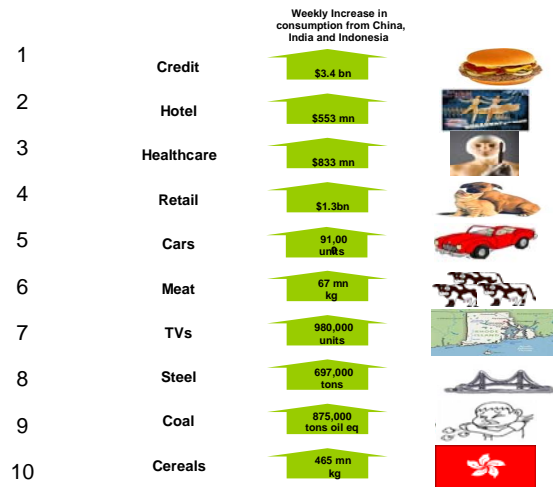 Weekly Increase in
consumption from China,
India and Indonesia
1
Credit
$3.4 bn
2
Hotel
$553 mn
3
Healthcare
$833 mn
4
Retail
$1.3bn
5
Cars
91,00
0
units
6
Meat
67 mn
kg
7
TVs
980,000
units
8
Steel
697,000
tons
9
Coal
875,000
tons oil eq
10
Cereals
465 mn
kg